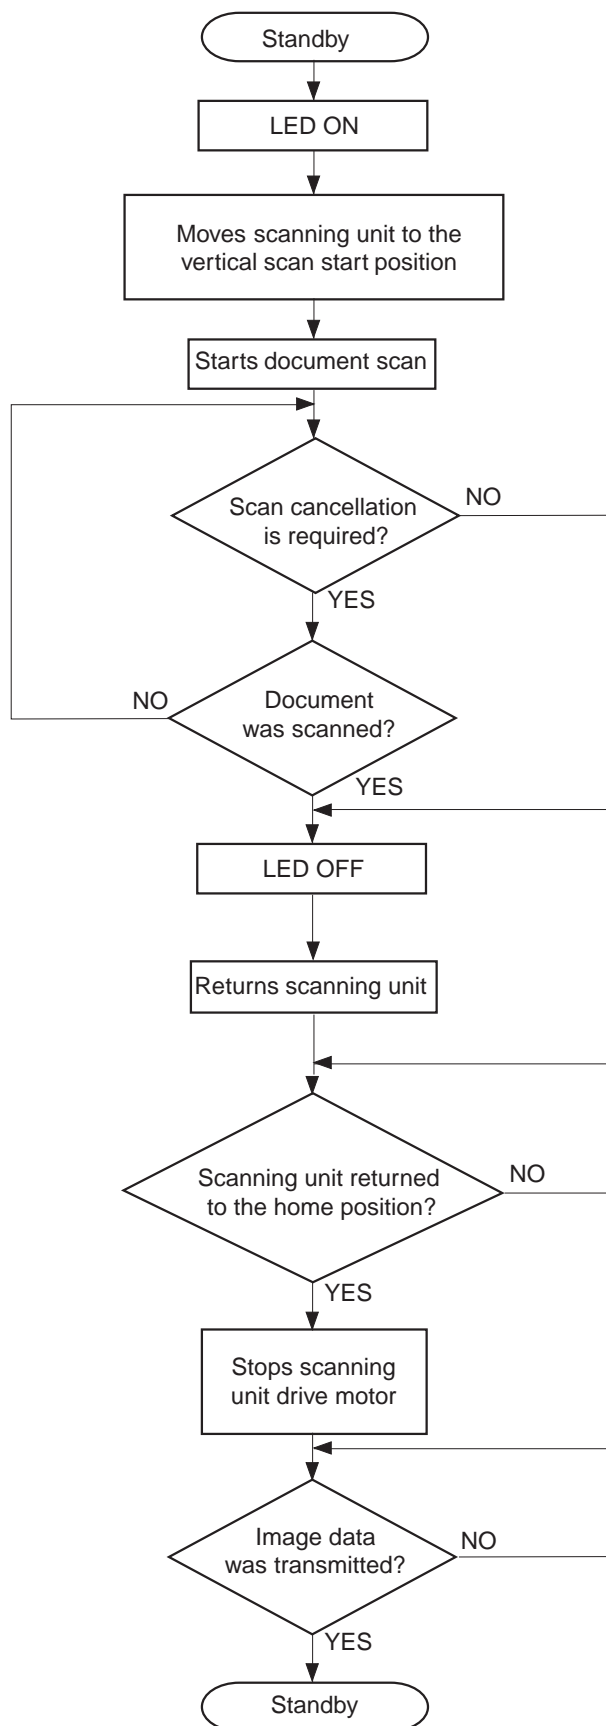 Standby
LED ON
Moves scanning unit to the
vertical scan start position
Starts document scan
Scan cancellation
is required?
NO
YES
Document
was scanned?
NO
YES
LED OFF
Returns scanning unit
Scanning unit returned
to the home position?
NO
YES
Stops scanning
unit drive motor
Image data
was transmitted?
NO
YES
Standby